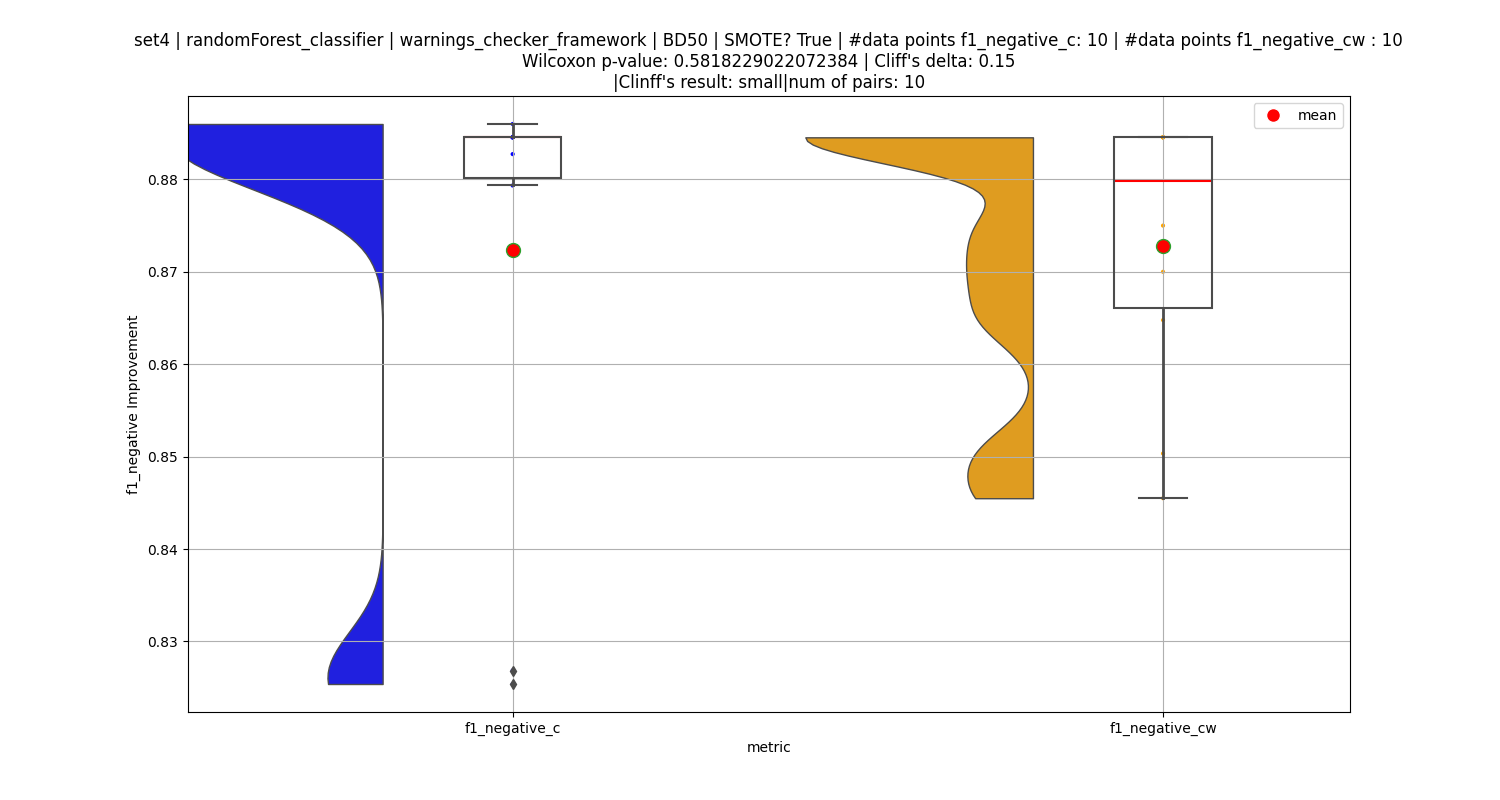 set4 | randomForest_classifier | warnings_checker_framework | BD50 | SMOTE? True | #data points f1_negative_c: 10 | #data points f1_negative_cw : 10
Wilcoxon p-value: 0.5818229022072384 | Cliff's delta: 0.15
|Clinff's result: small|num of pairs: 10
mean
f1_negative Improvement
0.88
0.87
0.86
0.85
0.84
0.83
f1_negative_c
f1_negative_cw
metric